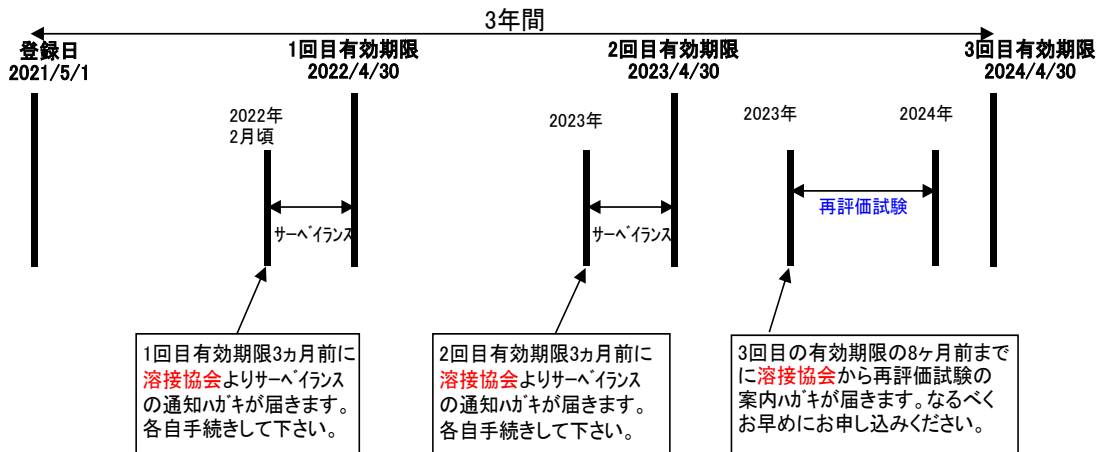 3年間
登録日
2021/5/1
1回目有効期限
2022/4/30
2回目有効期限
2023/4/30
3回目有効期限
2024/4/30
2022年
2月頃
2023年
2023年
2024年
サーベイランス
サーベイランス
再評価試験
1回目有効期限3ヵ月前に
溶接協会よりサーベイランス
の通知ハガキが届きます。
各自手続きして下さい。
2回目有効期限3ヵ月前に
溶接協会よりサーベイランス
の通知ハガキが届きます。
各自手続きして下さい。
3回目の有効期限の8ヶ月前まで
に溶接協会から再評価試験の
案内ハガキが届きます。なるべく
お早めにお申し込みください。